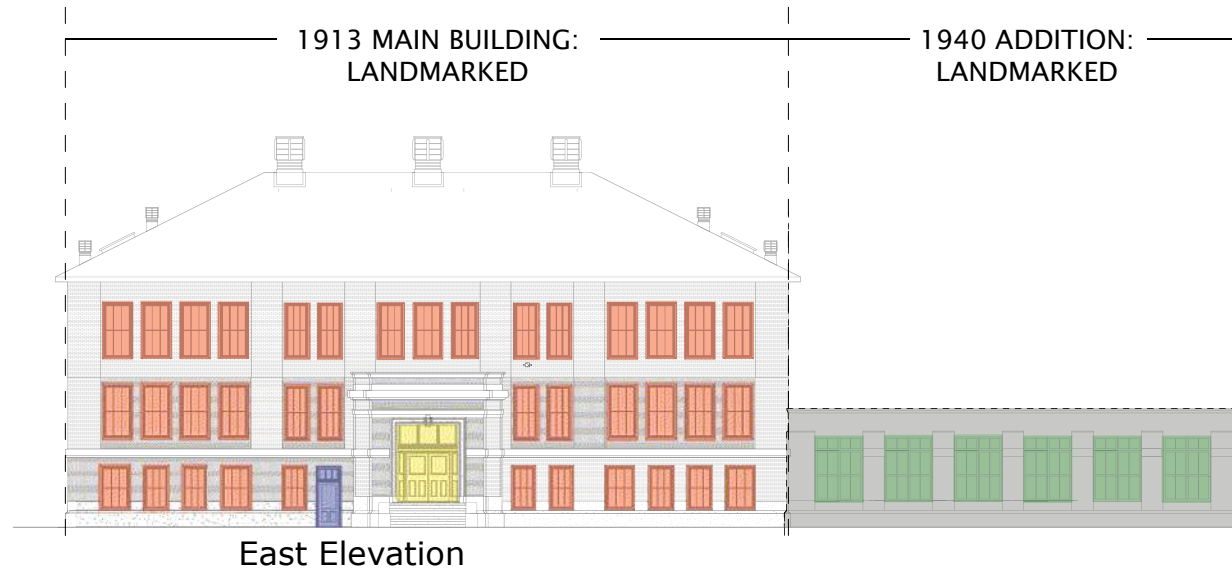 1913 MAIN BUILDING:
LANDMARKED
1940 ADDITION:
LANDMARKED
East Elevation